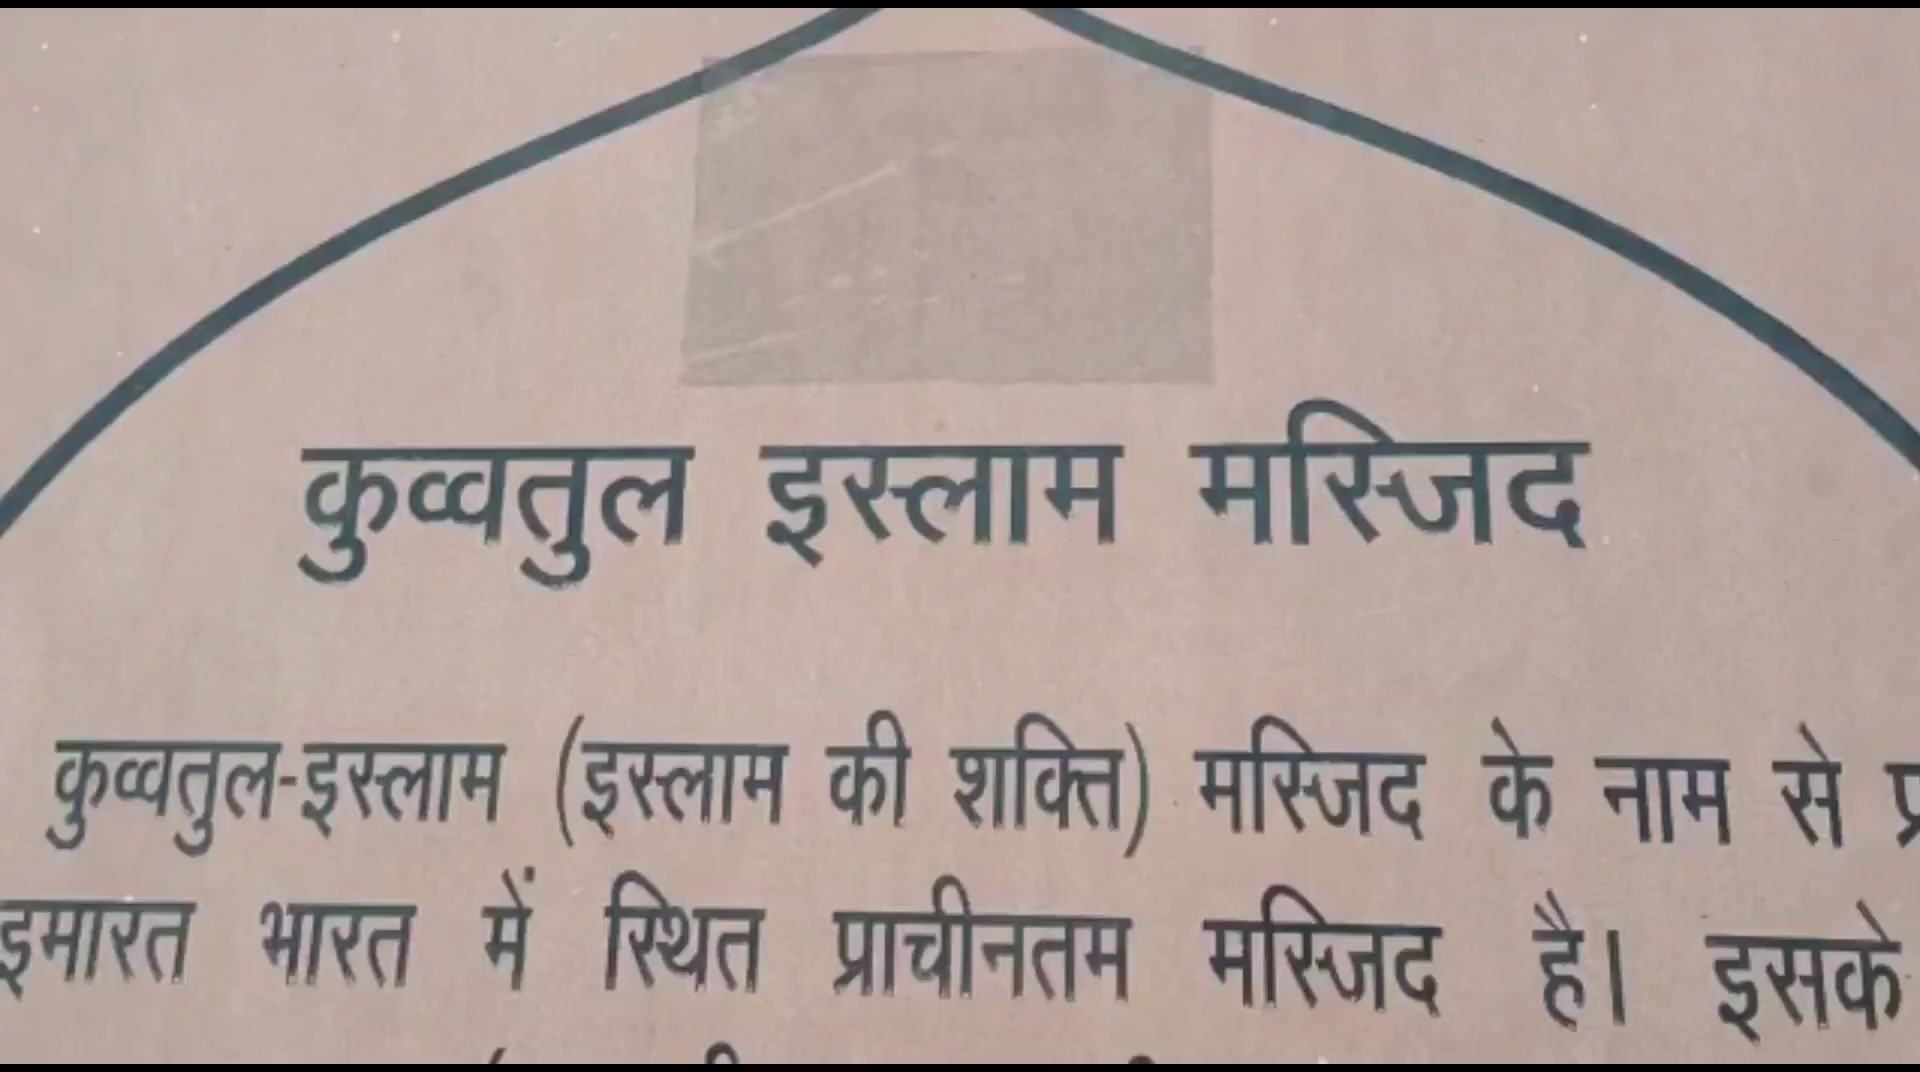 कुव्वतुल इस्लाम मस्जिद
कुव्वतुल-इस्लाम (इस्लाम की शक्ति) मस्जिद के नाम से
इमारत भारत में स्थित प्राचीनतम मस्जिद है। इसके